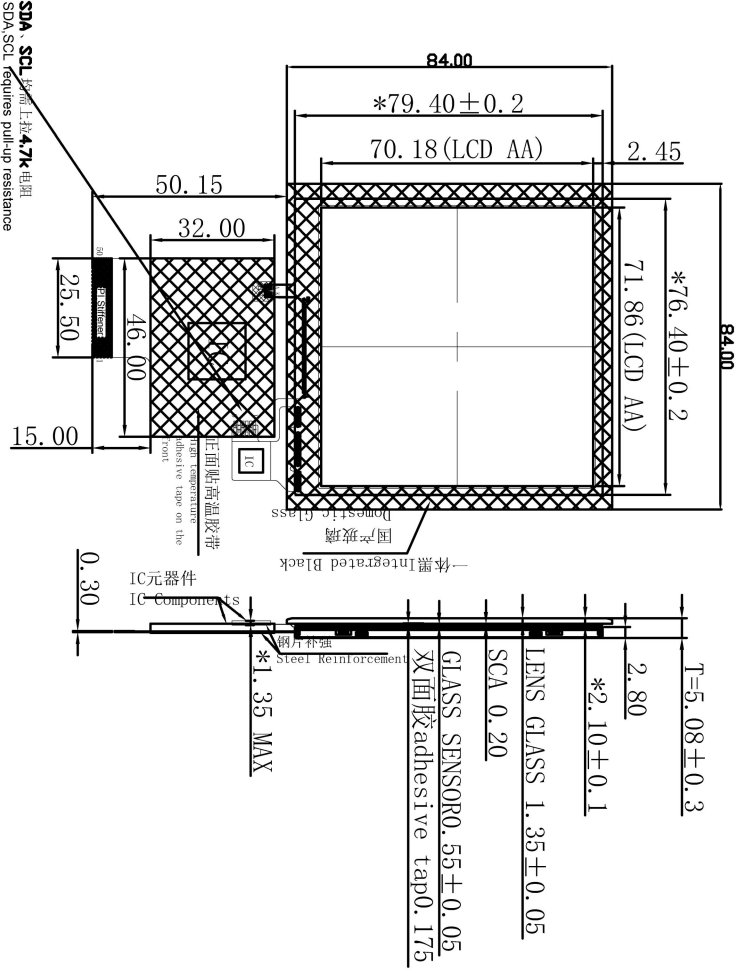 SDA、SCL均需上拉4.7k电阻
SDA,SCL requires pull-up resistance
84.00
*79.40±0.2
70.18(LCD AA)
2.45
50.15
32.00
25.50
PI Stiffener
50
1
46.00
15.00
IC
IC
71.86(LCD AA)
*76.40±0.2
84.00
正面贴高温胶带
High temperature
adhesive tape on the
front
国产玻璃
Domestic Glass
一体黑Integrated Black
0.30
IC元器件
IC Components
钢片补强
Steel Reinforcement
*1.35 MAX
双面胶adhesive tap0.175
GLASS SENSOR0.55±0.05
SCA 0.20
LENS GLASS 1.35±0.05
*2.10±0.1
2.80
T=5.08±0.3